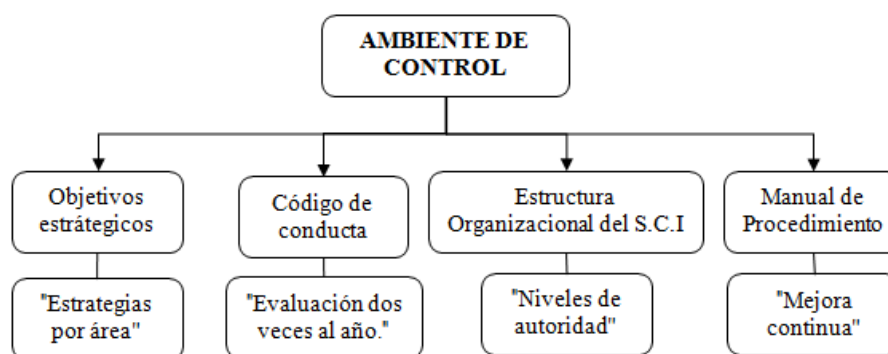 AMBIENTE DE
CONTROL
Objetivos
estrátegicos
Código de
conducta
Estructura
Organizacional del S.C.I
Manual de
Procedimiento
"Estrategias
por área"
"Evaluación dos
veces al año."
"Niveles de
autoridad"
"Mejora
continua"